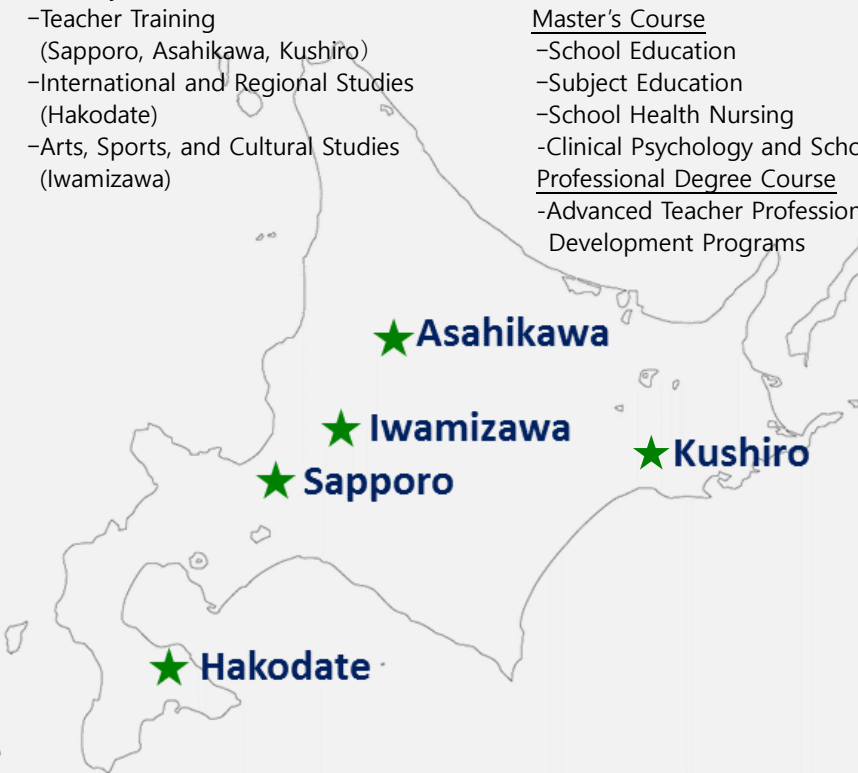 -Teacher Training
(Sapporo, Asahikawa, Kushiro）
-International and Regional Studies
(Hakodate)
-Arts, Sports, and Cultural Studies
(Iwamizawa)
Master's Course
-School Education
-Subject Education
-School Health Nursing
-Clinical Psychology and
Professional Degree Course
-Advanced Teacher
Development Programs
Asahikawa
Iwamizawa
Kushiro
Sapporo
Hakodate